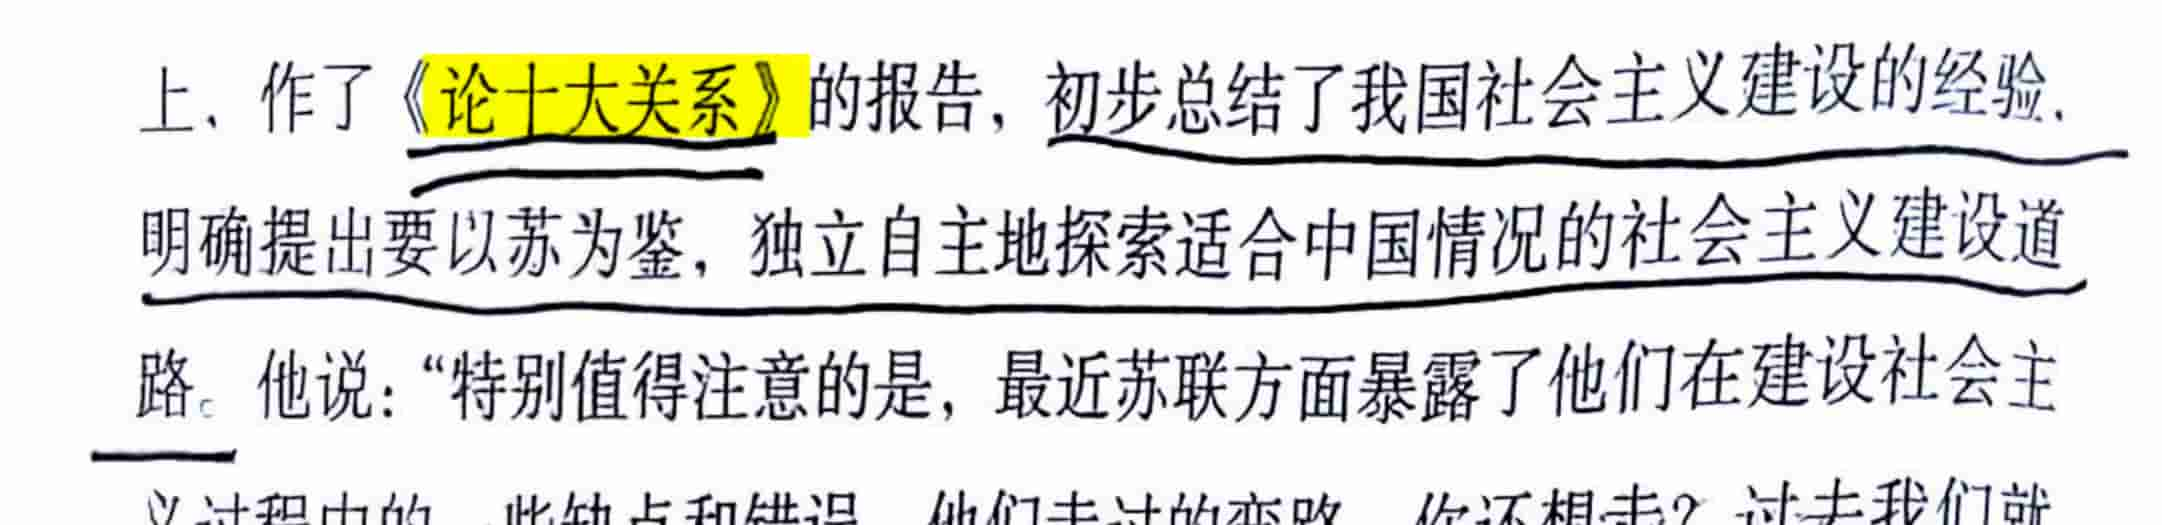 上，作了《论十大关系》的报告，初步总结了我国社会主义建设的经验，
明确提出要以苏为鉴，独立自主地探索适合中国情况的社会主义建设道
路。他说：“特别值得注意的是，最近苏联方面暴露了他们在建设社会主
义过程中的一些缺点和错误，他们走过的弯路，你还想走？过去我们就